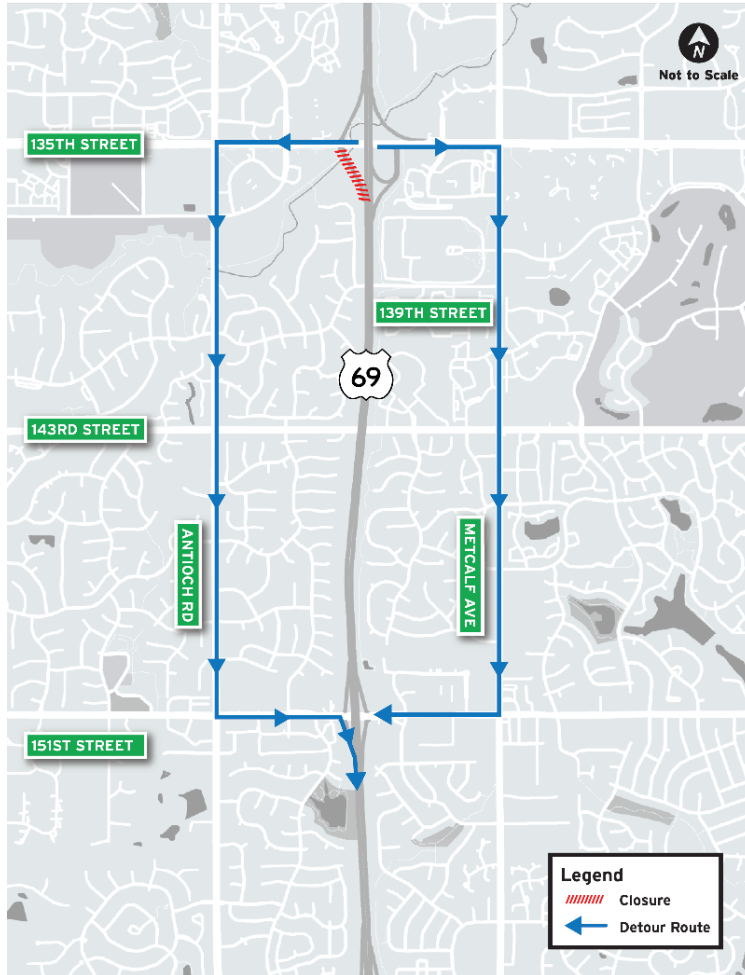 N
Not to Scale
135TH STREET
139TH STREET
69
143RD STREET
ANTIOCH RD
METCALF AVE
151ST STREET
Legend
Closure
Detour Route